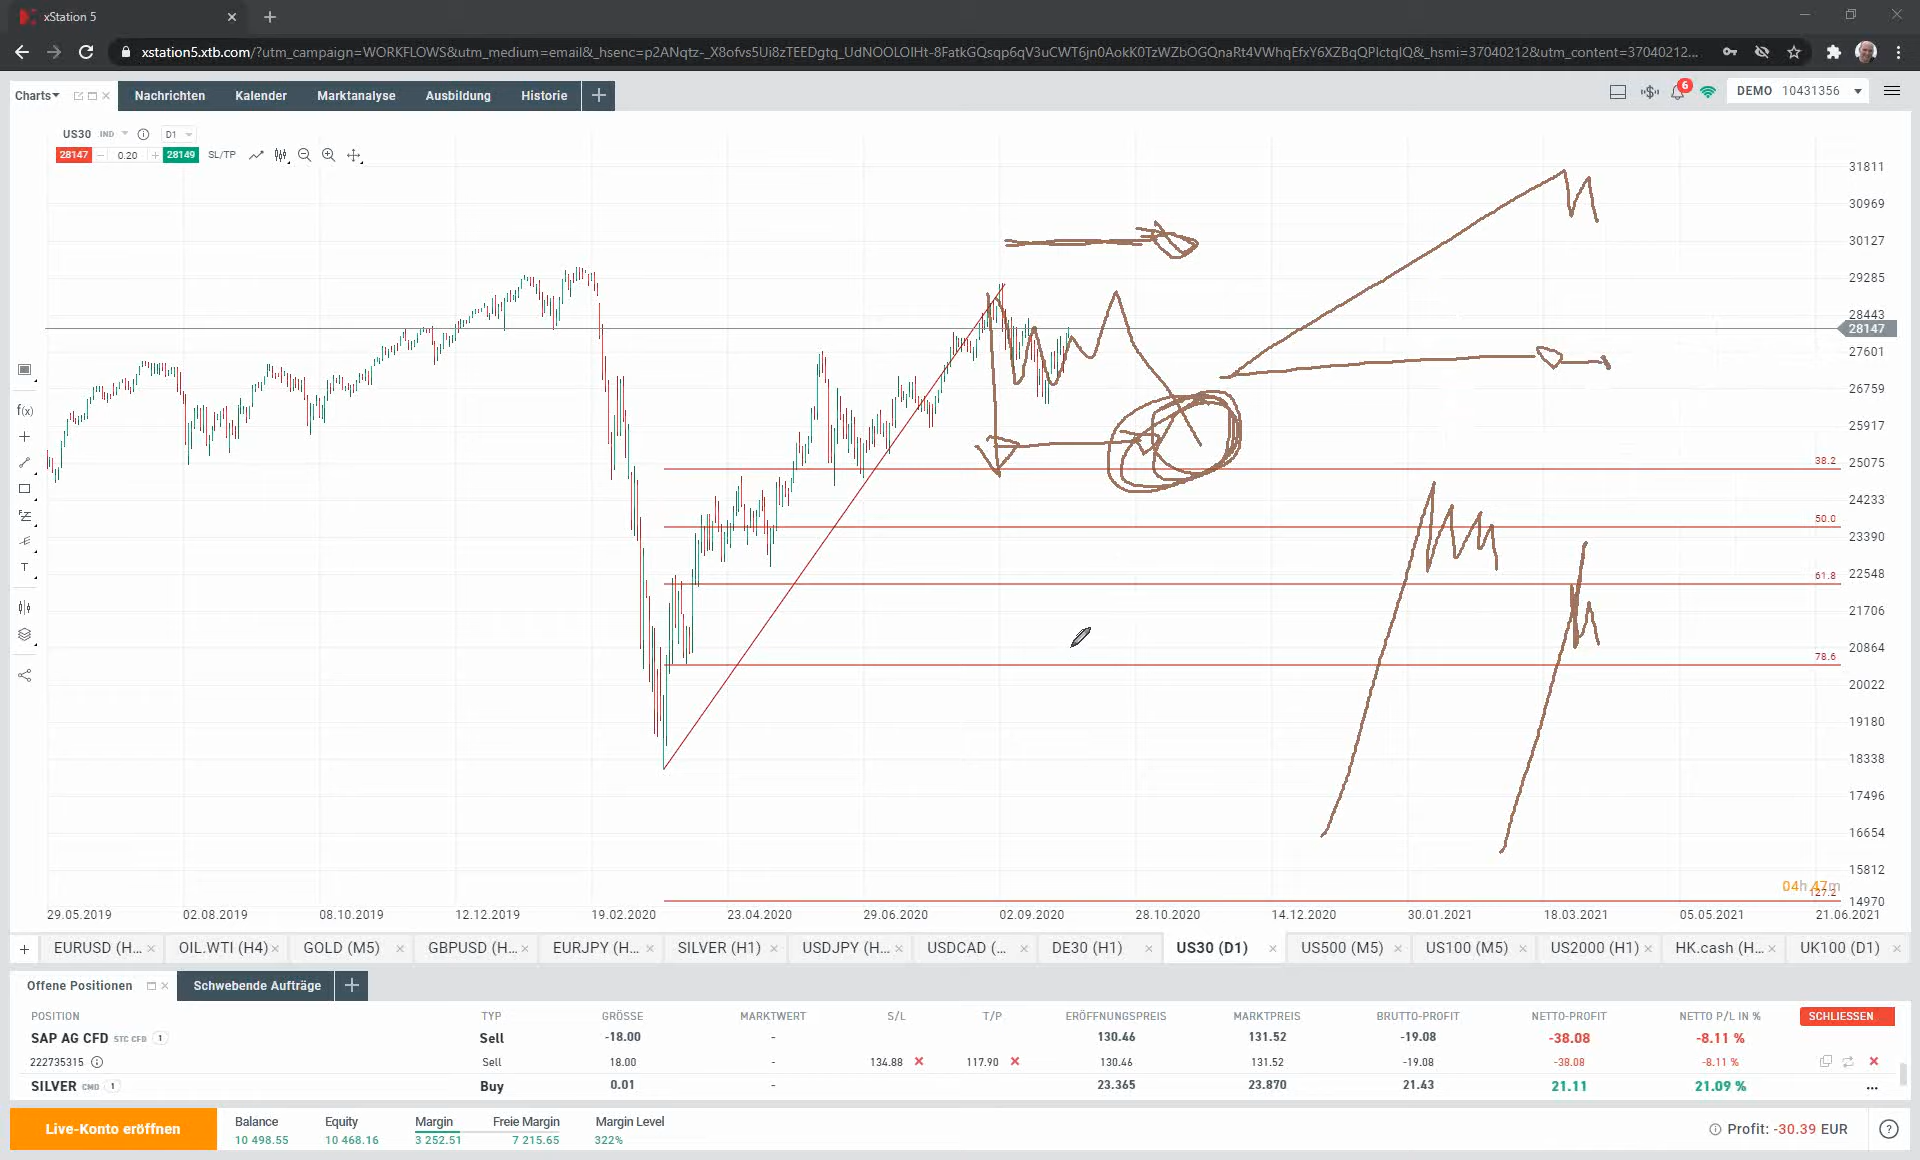 xStation 5
xstation5.xtb.com/?utm_campaign=WORKFLOWS&utm_medium=email&_hsenc=p2ANqtz-_X8ofvs5Ui8zTEEDgtq_UdNOOLOIHt-8FatkGQsqp6qV3uCWT6jn0AokK0TzWZbOGQnaRt4VWhqEfxY6XZBqQPlctqlQ&_hsmi=37040212&utm_content=37040212...
Charts Nachrichten Kalender Marktanalyse Ausbildung Historie 6 DEMO 10431356
US30 IND D1
28147 0.20 28149 SL/TP
31811
30969
30127
29285
28443
28147
27601
26759
25917
38.2
25075
24233
50.0
23390
61.8
22548
21706
20864
78.6
20022
19180
18338
17496
16654
15812
04h 47m
127.2
14970
29.05.2019 02.08.2019 08.10.2019 12.12.2019 19.02.2020 23.04.2020 29.06.2020 02.09.2020 28.10.2020 14.12.2020 30.01.2021 18.03.2021 05.05.2021 21.06.2021
f(x)
T
EURUSD (H... OIL.WTI (H4) GOLD (M5) GBPUSD (H... EURJPY (H... SILVER (H1) USDJPY (H... USDCAD (... DE30 (H1) US30 (D1) US500 (M5) US100 (M5) US2000 (H1) HK.cash (H... UK100 (D1)
Offene Positionen Schwebende Aufträge
POSITION TYP GRÖSSE MARKTWERT S/L T/P ERÖFFNUNGSPREIS MARKTPREIS BRUTTO-PROFIT NETTO-PROFIT NETTO P/L IN % SCHLIESSEN
SAP AG CFD STC CFD 1 Sell -18.00 - 130.46 131.52 -19.08 -38.08 -8.11 %
222735315 Sell 18.00 - 134.88 117.90 130.46 131.52 -19.08 -38.08 -8.11 %
SILVER CMD 1 Buy 0.01 - 23.365 23.870 21.43 21.11 21.09 % ...
Live-Konto eröffnen
Balance Equity Margin Freie Margin Margin Level
10 498.55 10 468.16 3 252.51 7 215.65 322%
Profit: -30.39 EUR